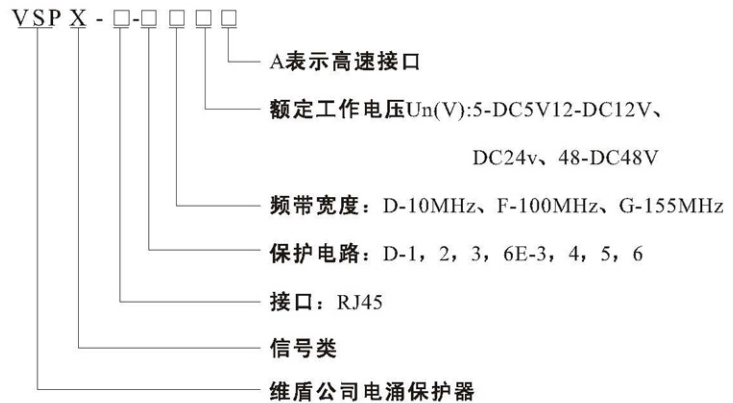 VSP X - □ - □ □ □ □
A表示高速接口
额定工作电压Un(V):5-DC5V12-DC12V、
DC24v、48-DC48V
频带宽度：D-10MHz、F-100MHz、G-155MHz
保护电路：D-1，2，3，6E-3，4，5，6
接口：RJ45
信号类
维盾公司电涌保护器